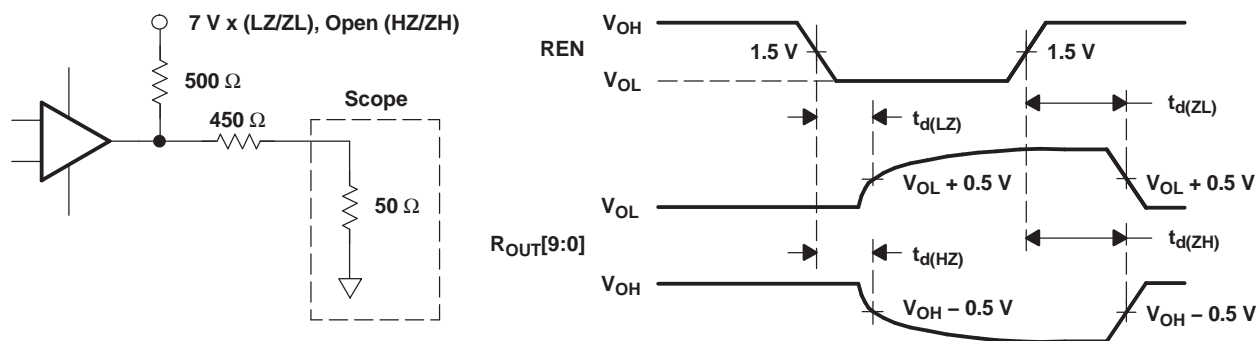 7 V x (LZ/ZL), Open (HZ/ZH)
500 Ω
450 Ω
Scope
50 Ω
REN
V_OH
V_OL
1.5 V
1.5 V
t_d(LZ)
t_d(ZL)
V_OL + 0.5 V
V_OL + 0.5 V
V_OL
R_OUT[9:0]
t_d(HZ)
t_d(ZH)
V_OH
V_OH – 0.5 V
V_OH – 0.5 V